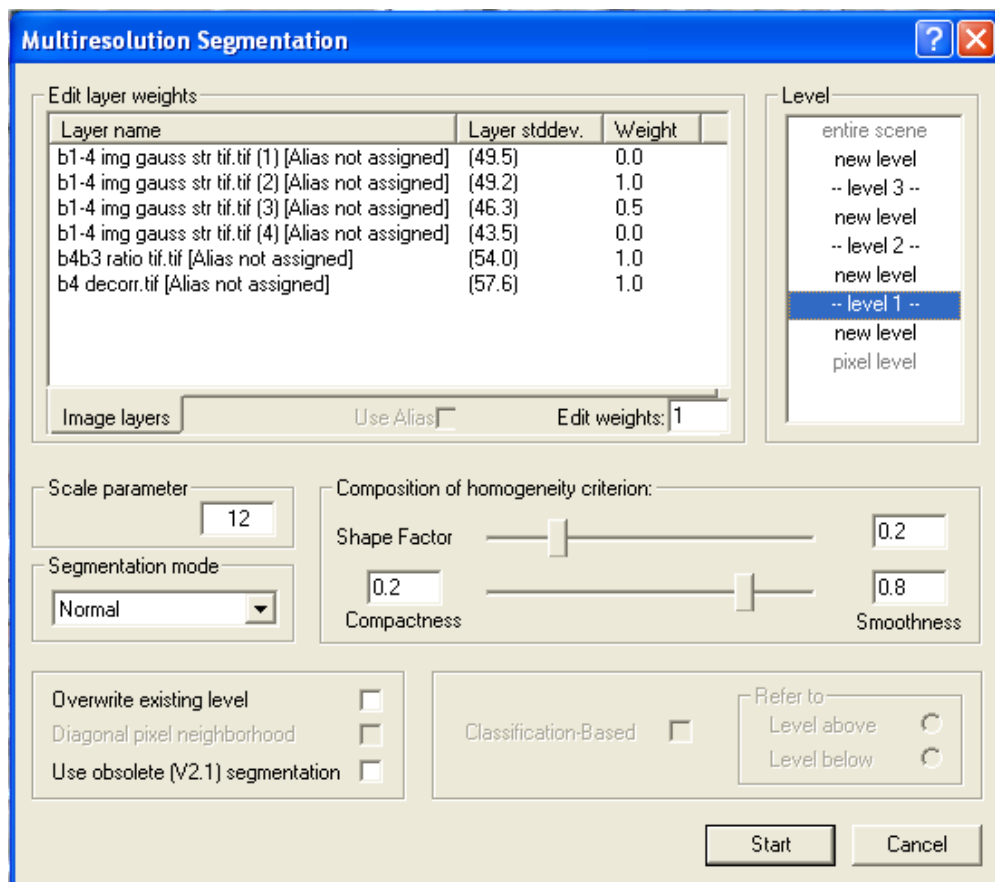 Multiresolution Segmentation
Edit layer weights
Layer name Layer stddev. Weight
b1-4 img gauss str tif.tif (1) [Alias not assigned] (49.5) 0.0
b1-4 img gauss str tif.tif (2) [Alias not assigned] (49.2) 1.0
b1-4 img gauss str tif.tif (3) [Alias not assigned] (46.3) 0.5
b1-4 img gauss str tif.tif (4) [Alias not assigned] (43.5) 0.0
b4b3 ratio tif.tif [Alias not assigned] (54.0) 1.0
b4 decorr.tif [Alias not assigned] (57.6) 1.0
Image layers Use Alias Edit weights: 1
Level
entire scene
new level
-- level 3 --
new level
-- level 2 --
new level
-- level 1 --
new level
pixel level
Scale parameter
12
Segmentation mode
Normal
Composition of homogeneity criterion:
Shape Factor 0.2
0.2 0.8
Compactness Smoothness
Overwrite existing level
Diagonal pixel neighborhood
Use obsolete (V2.1) segmentation
Classification-Based
Refer to
Level above
Level below
Start Cancel